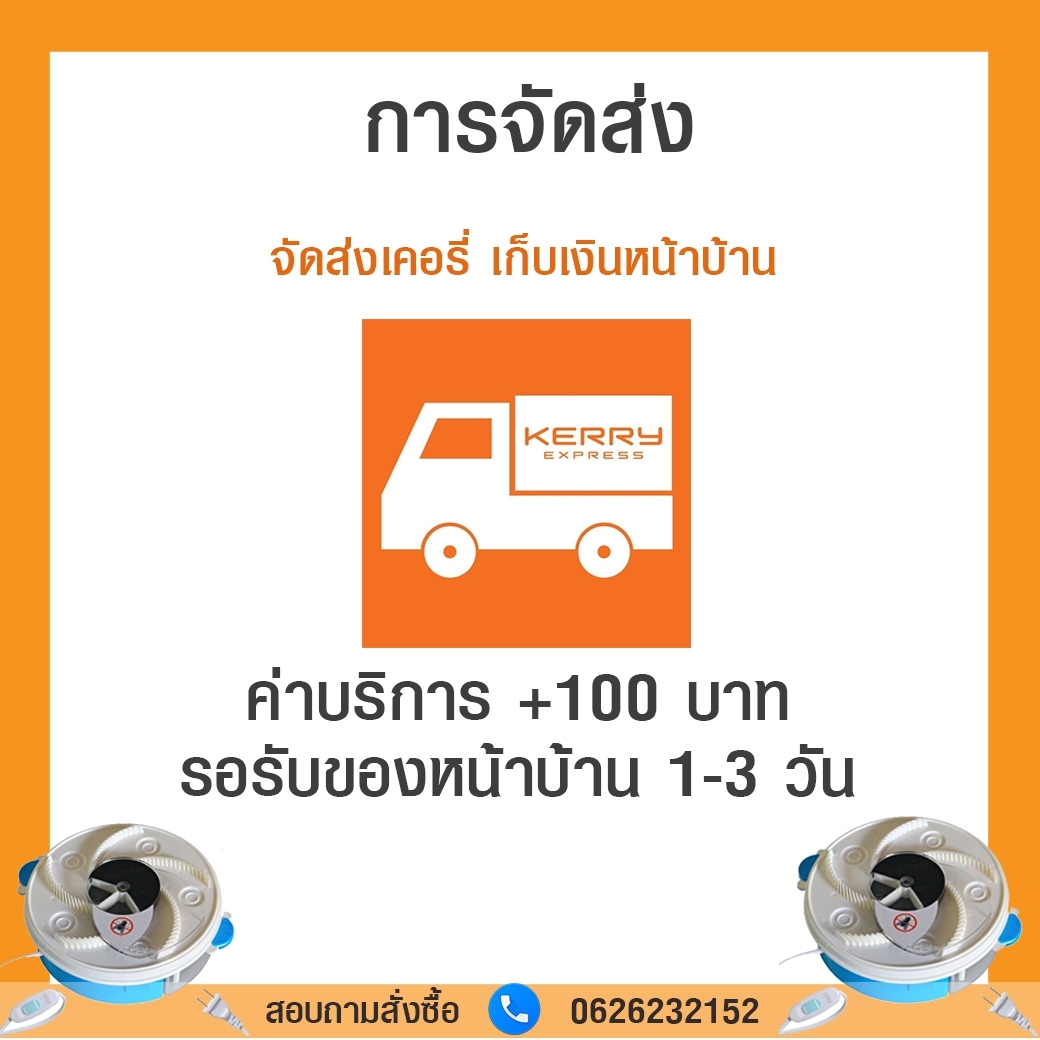 การจัดส่ง
จัดส่งเคอรี่ เก็บเงินหน้าบ้าน
KERRY
EXPRESS
ค่าบริการ +100 บาท
รอรับของหน้าบ้าน 1-3 วัน
สอบถามสั่งซื้อ 0626232152